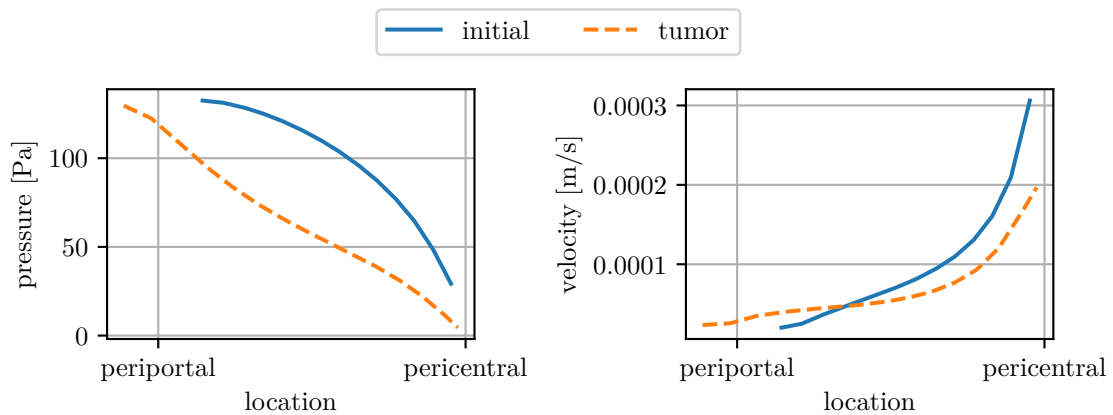 initial
tumor
pressure [Pa]
100
50
0
periportal
pericentral
location
velocity [m/s]
0.0003
0.0002
0.0001
periportal
pericentral
location